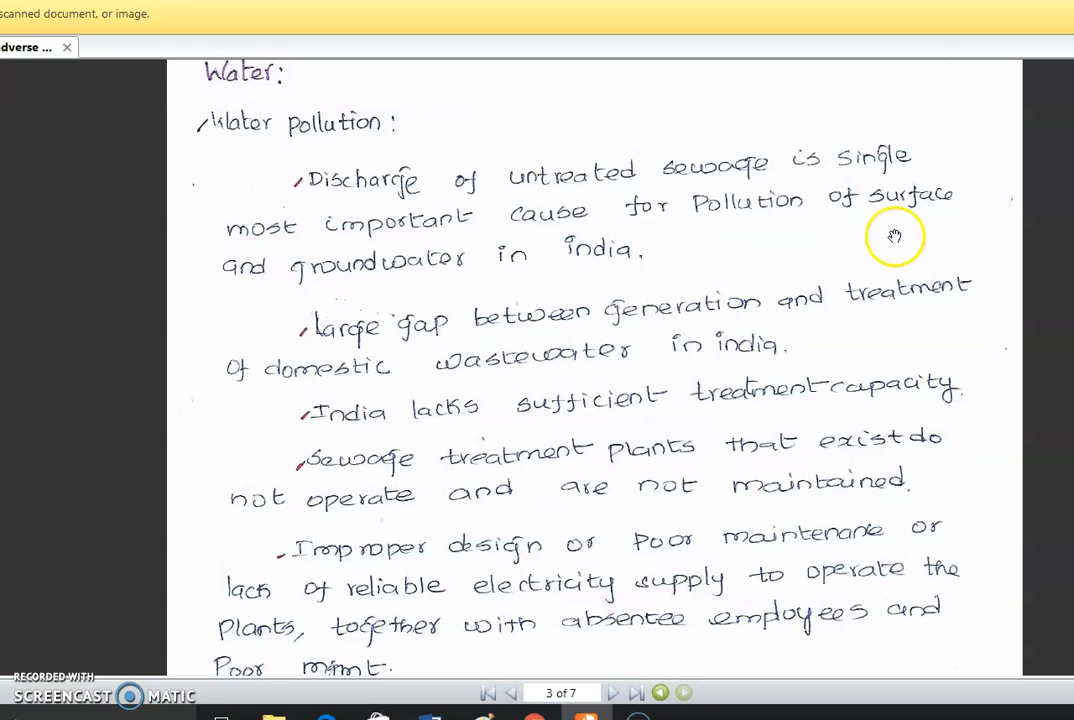 scanned document, or image.
dverse ...
Water:
Water pollution:
Discharge of untreated sewage is single
most important cause for Pollution of surface
and groundwater in india.
large gap between generation and treatment
of domestic wastewater in india.
India lacks sufficient treatment capacity.
Sewage treatment plants that exist do
not operate and are not maintained.
Improper design or Poor maintenane or
lack of reliable electricity supply to operate the
plants, together with absentee employees and
Poor mgmt.
RECORDED WITH
SCREENCAST MATIC
3 of 7